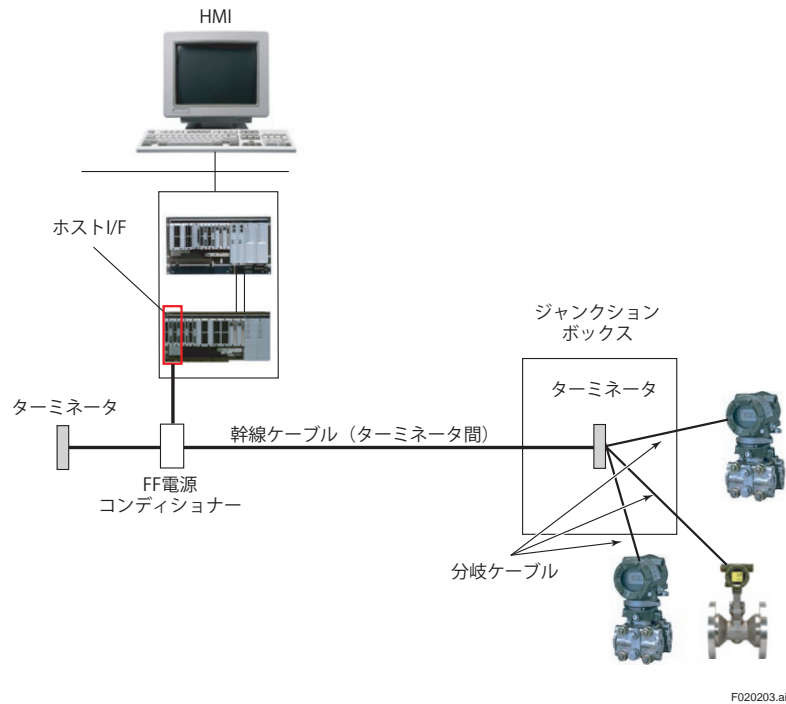 HMI
ホストI/F
ジャンクション
ボックス
ターミネータ
ターミネータ
幹線ケーブル（ターミネータ間）
FF電源
コンディショナー
分岐ケーブル
F020203.ai